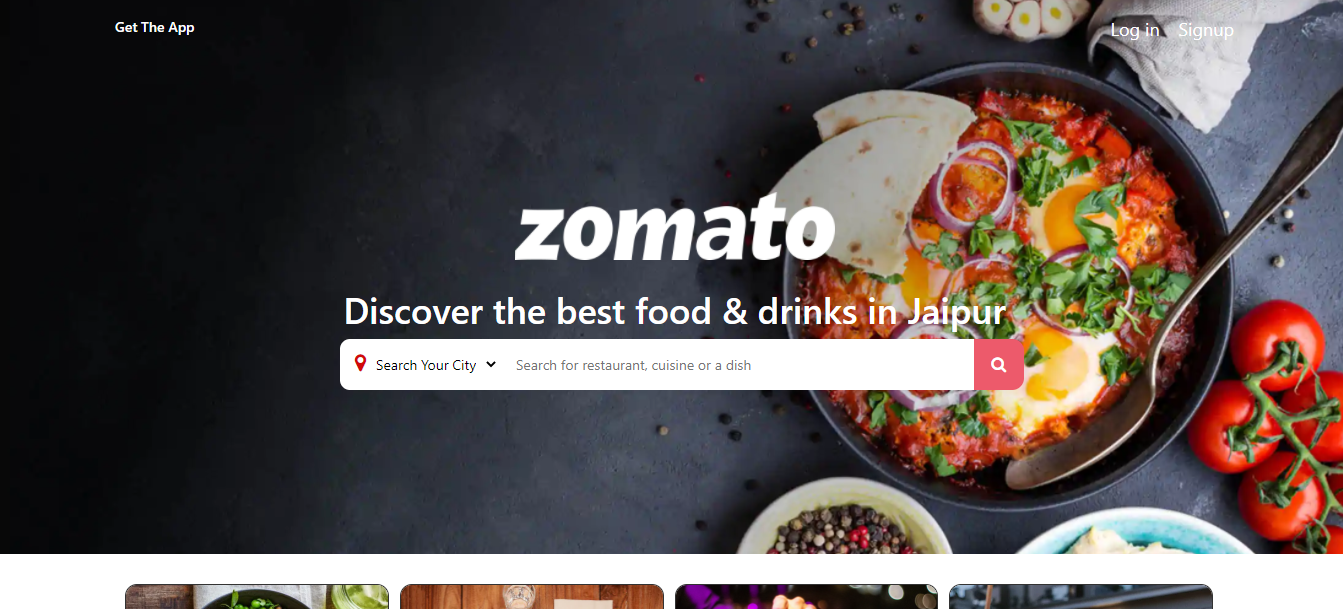 Get The App
Log in Signup
zomato
Discover the best food & drinks in Jaipur
Search Your City Search for restaurant, cuisine or a dish